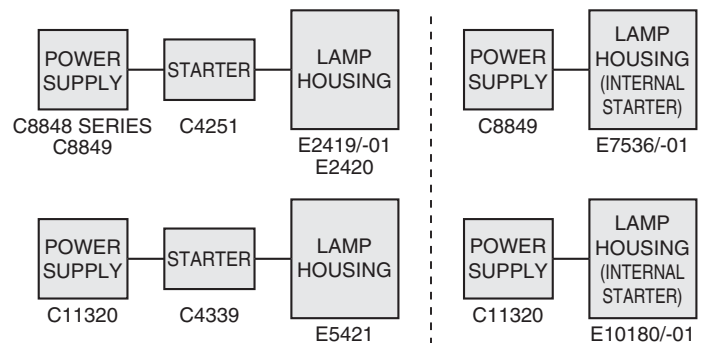 POWER
SUPPLY
STARTER
LAMP
HOUSING
C8848 SERIES
C8849
C4251
E2419/-01
E2420
POWER
SUPPLY
LAMP
HOUSING
(INTERNAL
STARTER)
C8849
E7536/-01
POWER
SUPPLY
STARTER
LAMP
HOUSING
C11320
C4339
E5421
POWER
SUPPLY
LAMP
HOUSING
(INTERNAL
STARTER)
C11320
E10180/-01